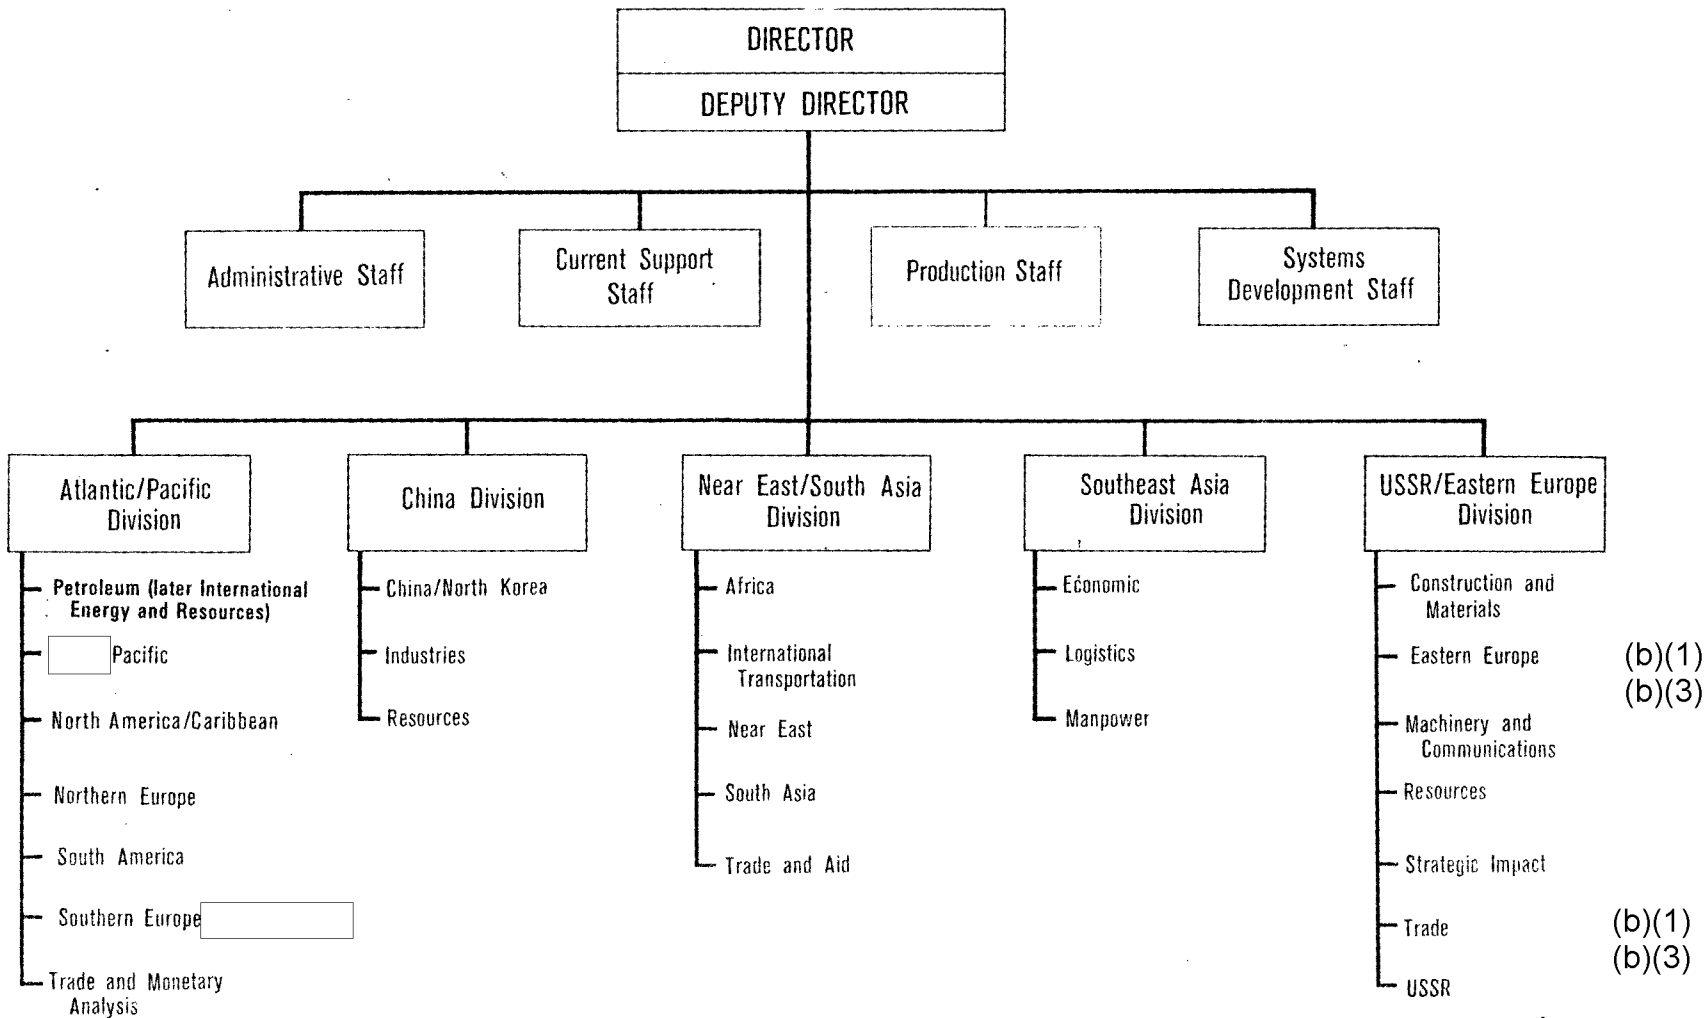 DIRECTOR
DEPUTY DIRECTOR
Administrative Staff
Current Support
Staff
Production Staff
Systems
Development Staff
Atlantic/Pacific
Division
Petroleum (later International
Energy and Resources)
Pacific
North America/Caribbean
Northern Europe
South America
Southern Europe
Trade and Monetary
Analysis
China Division
China/North Korea
Industries
Resources
Near East/South Asia
Division
Africa
International
Transportation
Near East
South Asia
Trade and Aid
Southeast Asia
Division
Economic
Logistics
Manpower
USSR/Eastern Europe
Division
Construction and
Materials
Eastern Europe
Machinery and
Communications
Resources
Strategic Impact
Trade
USSR
(b)(1)
(b)(3)
(b)(1)
(b)(3)